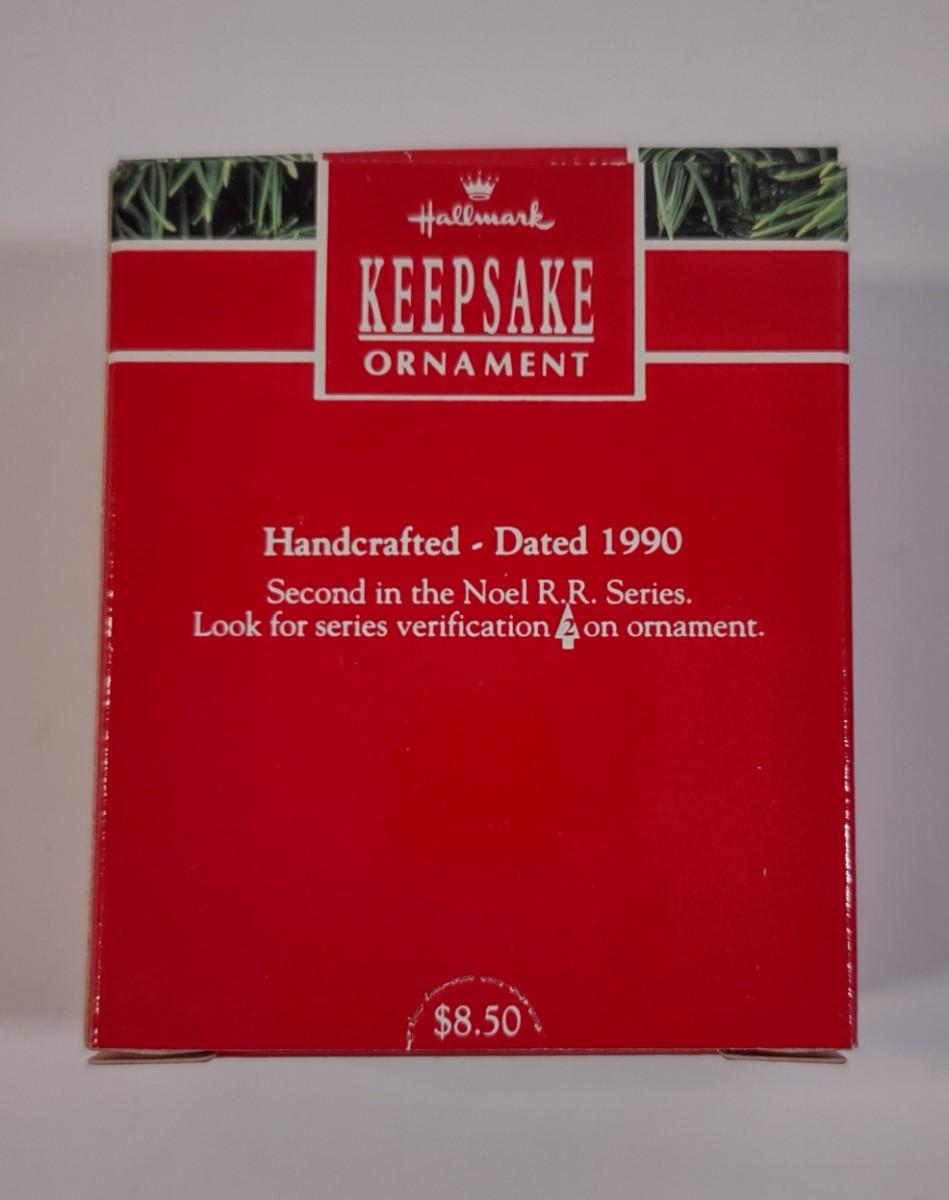 Hallmark
KEEPSAKE
ORNAMENT
Handcrafted - Dated 1990
Second in the Noel R.R. Series.
Look for series verification 2 on ornament.
$8.50